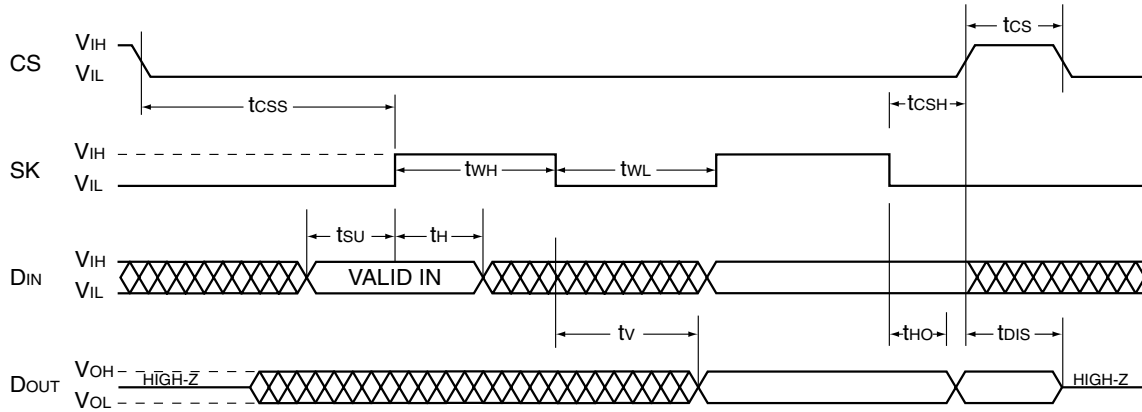 tCS
VIH
CS
VIL
tCSS
tCSH
VIH
SK
tWH
tWL
VIL
tSU
tH
VIH
DIN
VALID IN
VIL
tV
tHO
tDIS
VOH
DOUT
HIGH-Z
HIGH-Z
VOL